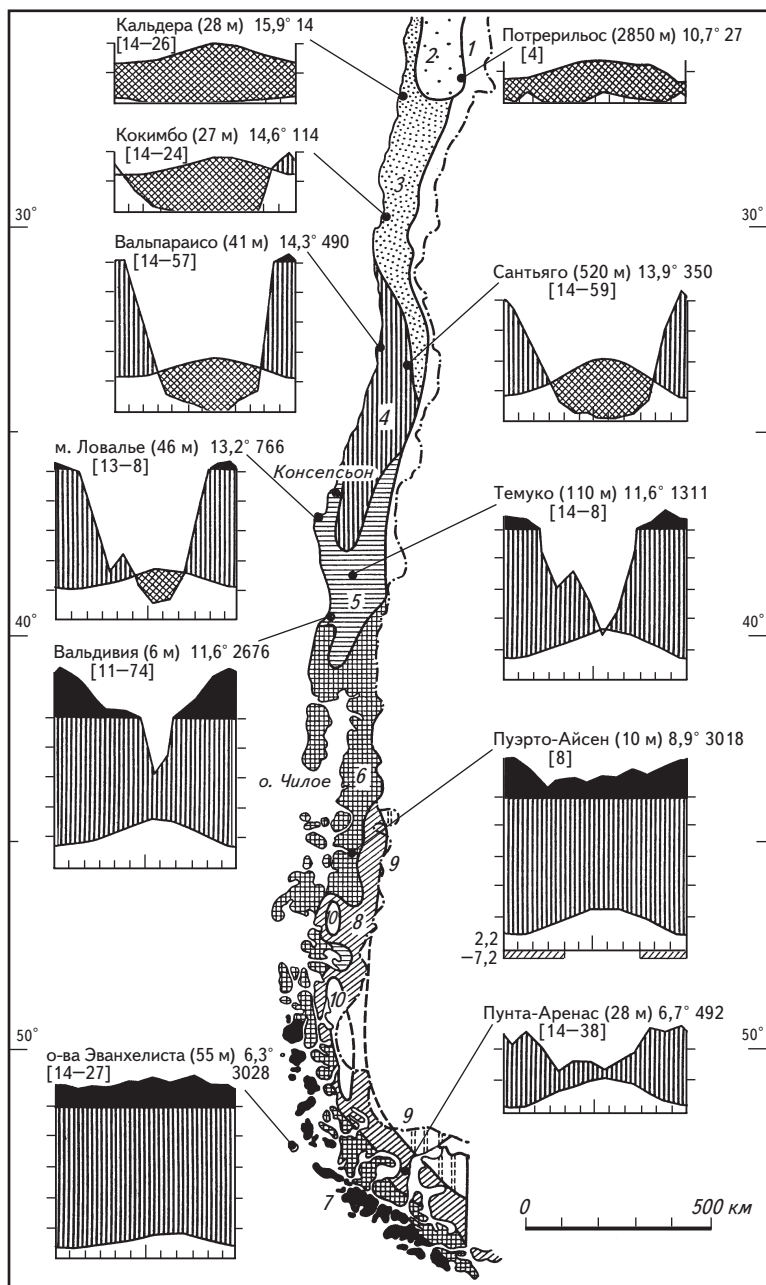 Кальдера (28 м) 15,9° 14
[14—26]
1
2
Потрерильос (2850 м) 10,7° 27
[4]
Кокимбо (27 м) 14,6° 114
[14—24]
3
30°
30°
Вальпараисо (41 м) 14,3° 490
[14—57]
Сантьяго (520 м) 13,9° 350
[14—59]
4
м. Ловалье (46 м) 13,2° 766
[13—8]
Консепсьон
Темуко (110 м) 11,6° 1311
[14—8]
5
40°
40°
Вальдивия (6 м) 11,6° 2676
[11—74]
о. Чилое
6
Пуэрто-Айсен (10 м) 8,9° 3018
[8]
9
10
8
2,2
—7,2
10
Пунта-Аренас (28 м) 6,7° 492
[14—38]
50°
50°
о-ва Эванхелиста (55 м) 6,3°
[14—27]
3028
9
7
0
500 км